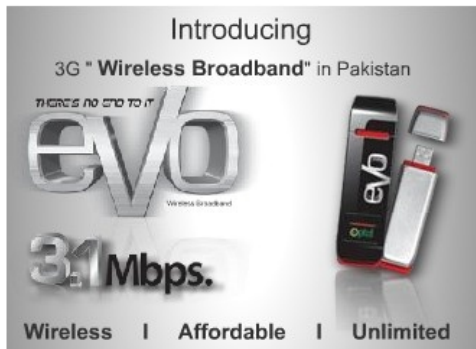 Introducing
3G " Wireless Broadband" in Pakistan
THERE'S NO END TO IT
evo
Wireless Broadband
3.1 Mbps.
evo
ptcl
Wireless | Affordable | Unlimited